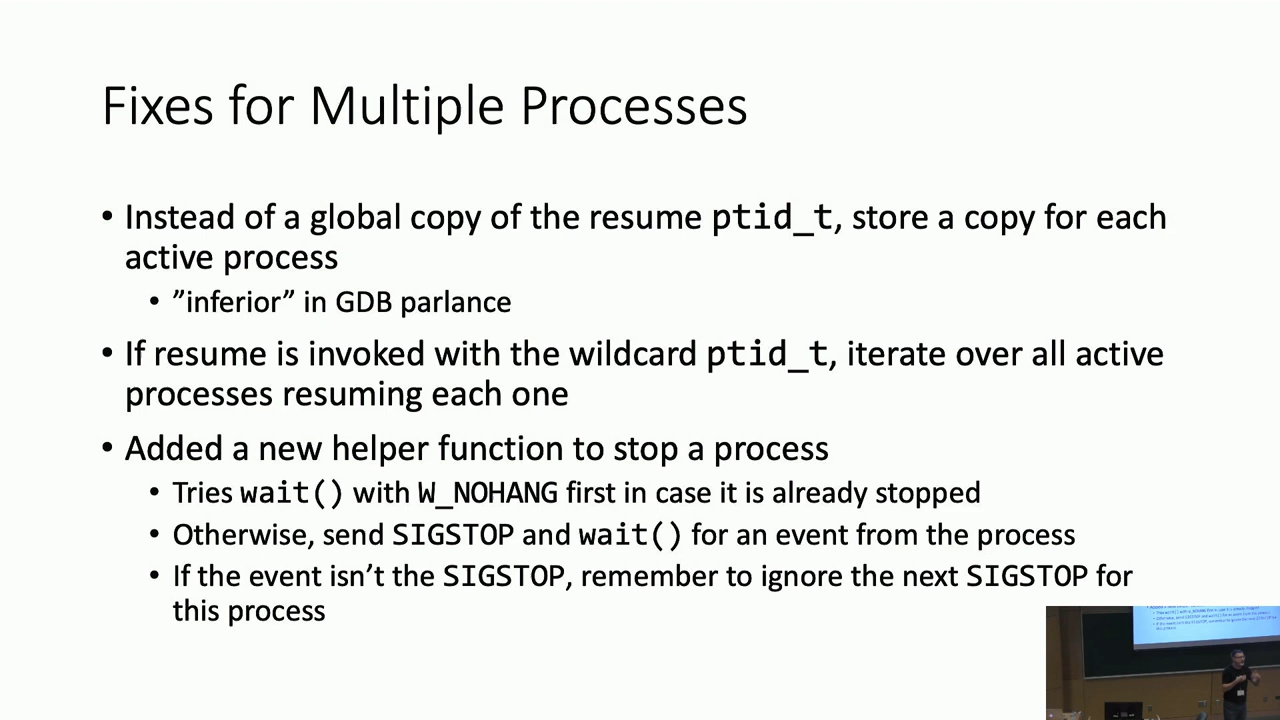 Fixes for Multiple Processes
• Instead of a global copy of the resume ptid_t, store a copy for each
active process
• ”inferior” in GDB parlance
• If resume is invoked with the wildcard ptid_t, iterate over all active
processes resuming each one
• Added a new helper function to stop a process
• Tries wait() with W_NOHANG first in case it is already stopped
• Otherwise, send SIGSTOP and wait() for an event from the process
• If the event isn’t the SIGSTOP, remember to ignore the next SIGSTOP for
this process